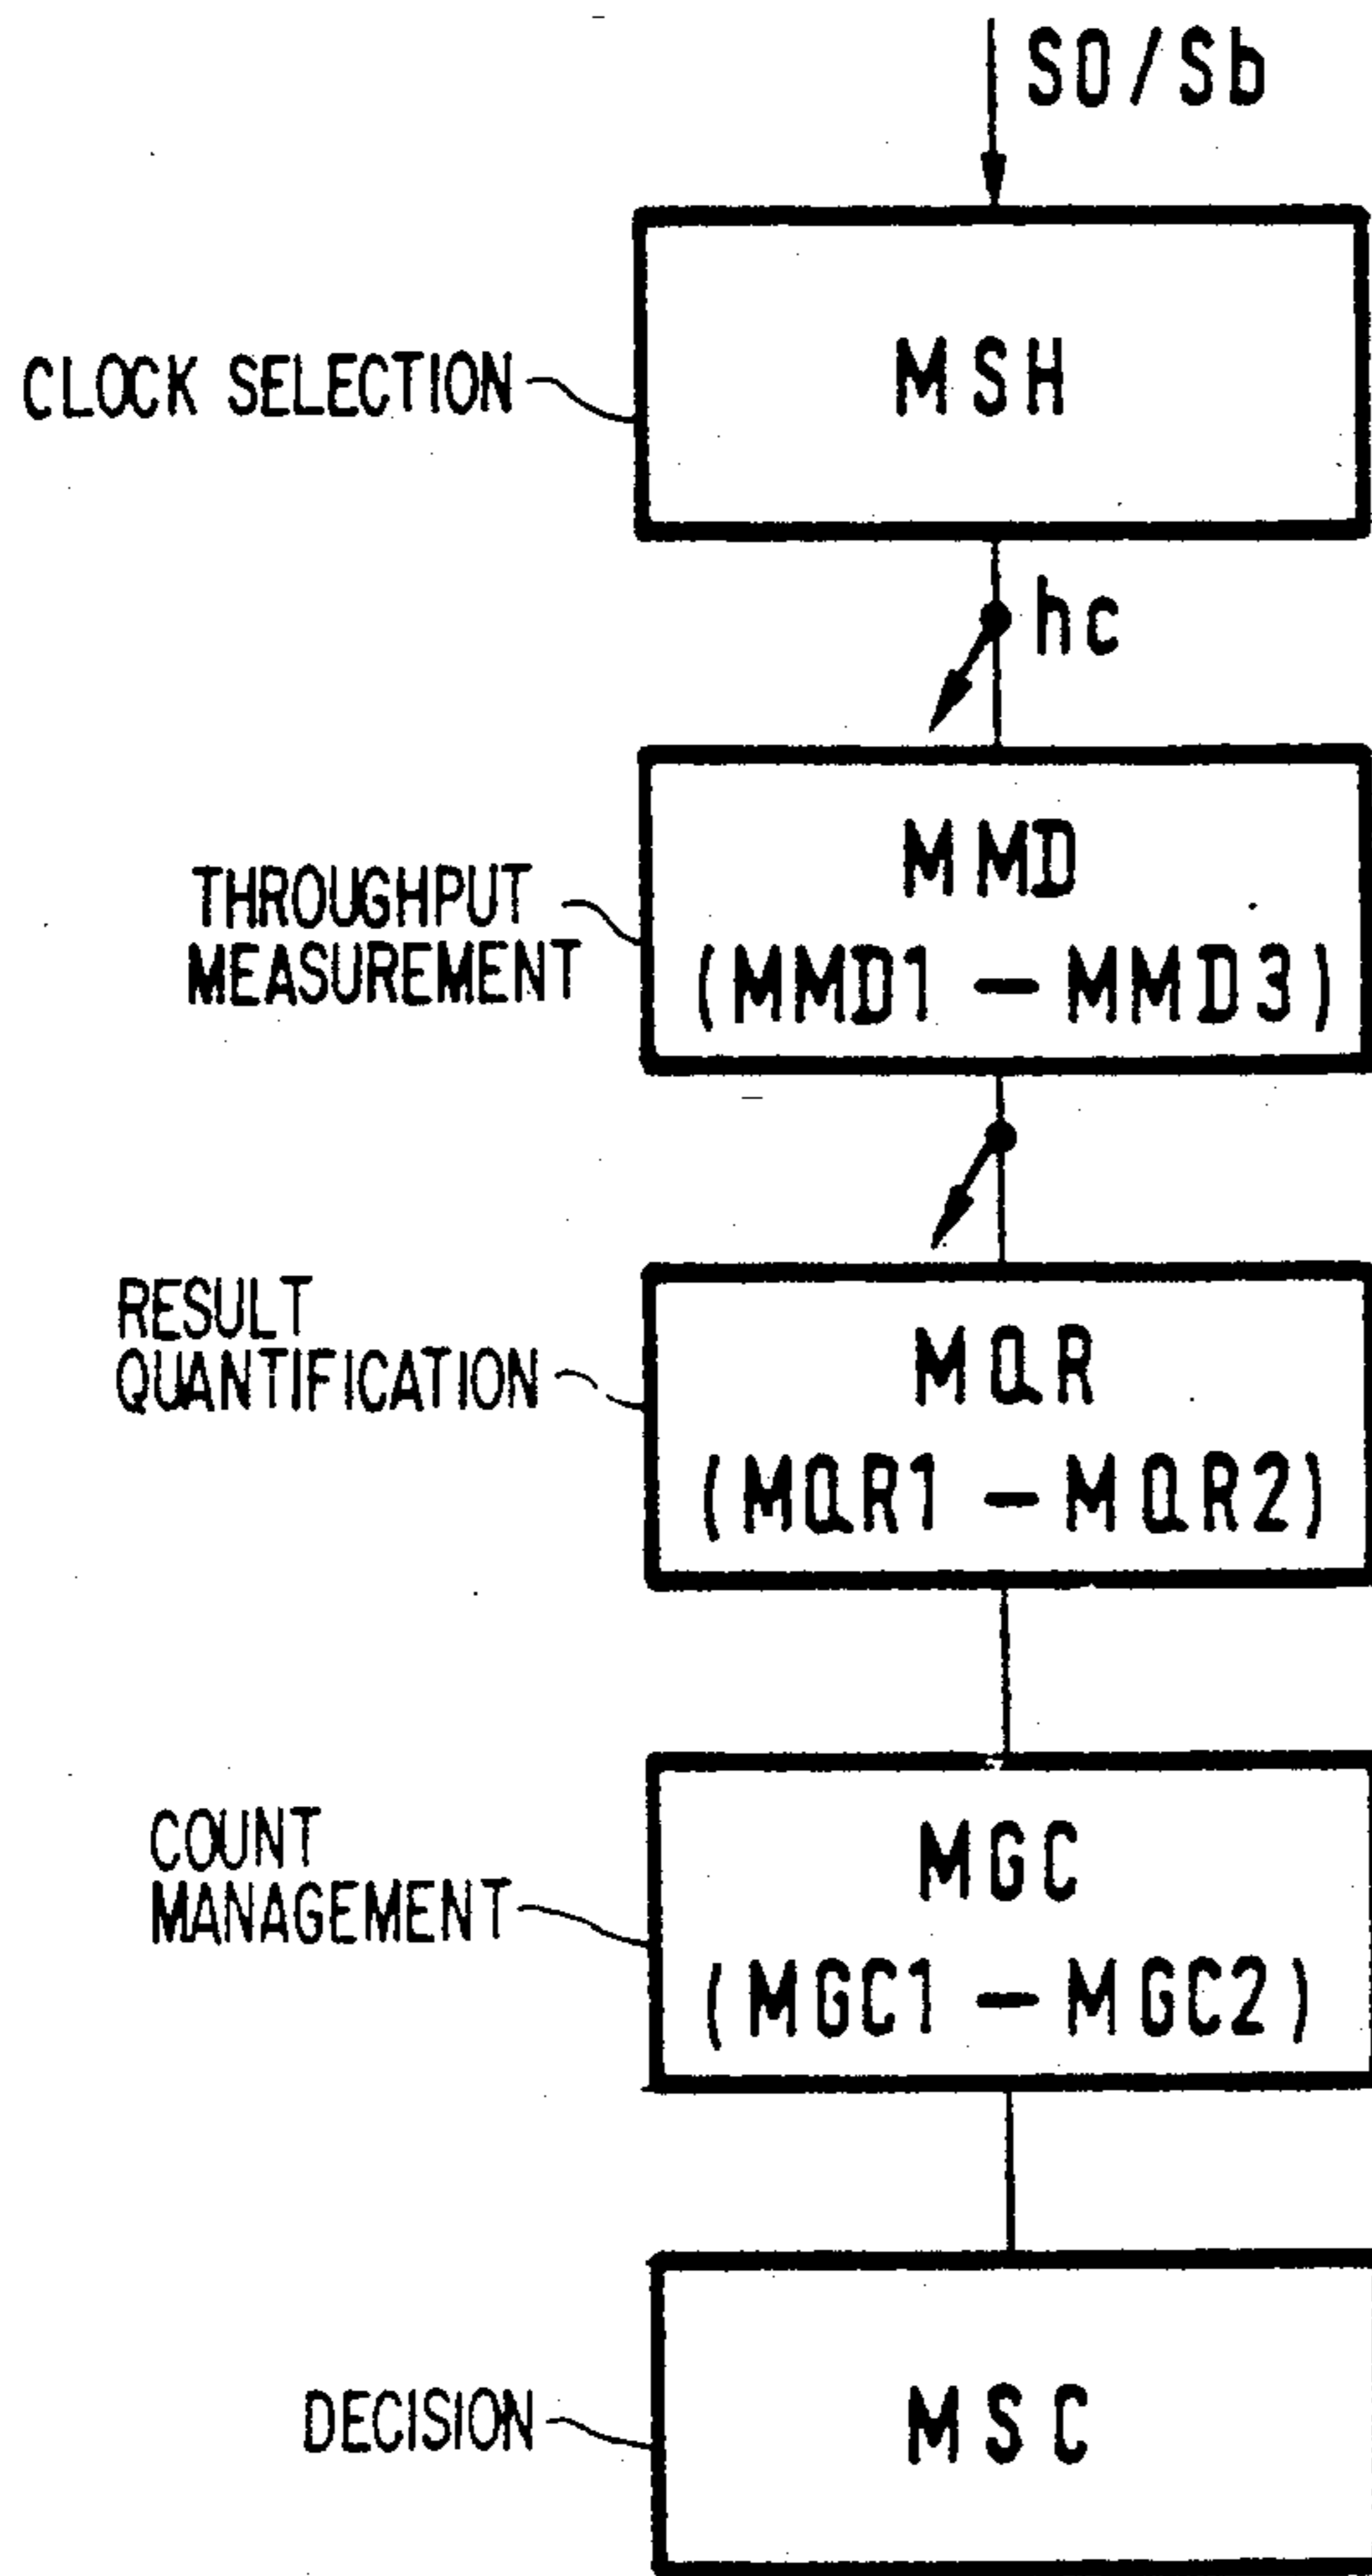 S0/Sb
CLOCK SELECTION
MSH
hc
THROUGHPUT
MEASUREMENT
MMD
(MMD1 — MMD3)
RESULT
QUANTIFICATION
MQR
(MQR1 — MQR2)
COUNT
MANAGEMENT
MGC
(MGC1 — MGC2)
DECISION
MSC